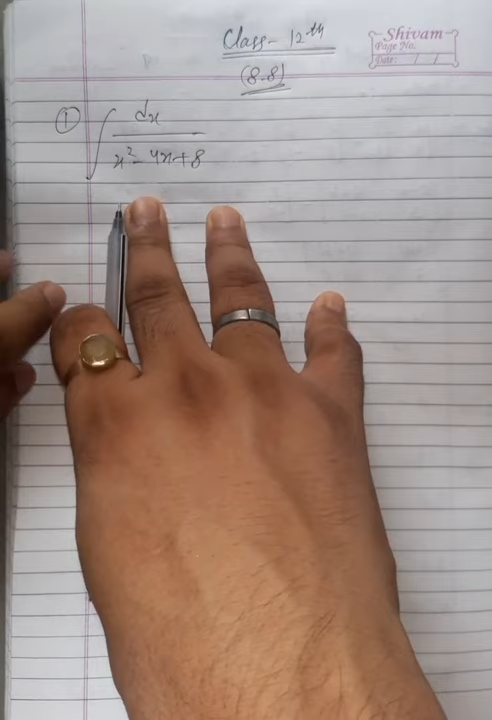 Class- 12th
Shivam
Page No.
Date: / /
(8-8)
① ∫ dx
x² - 4x + 8